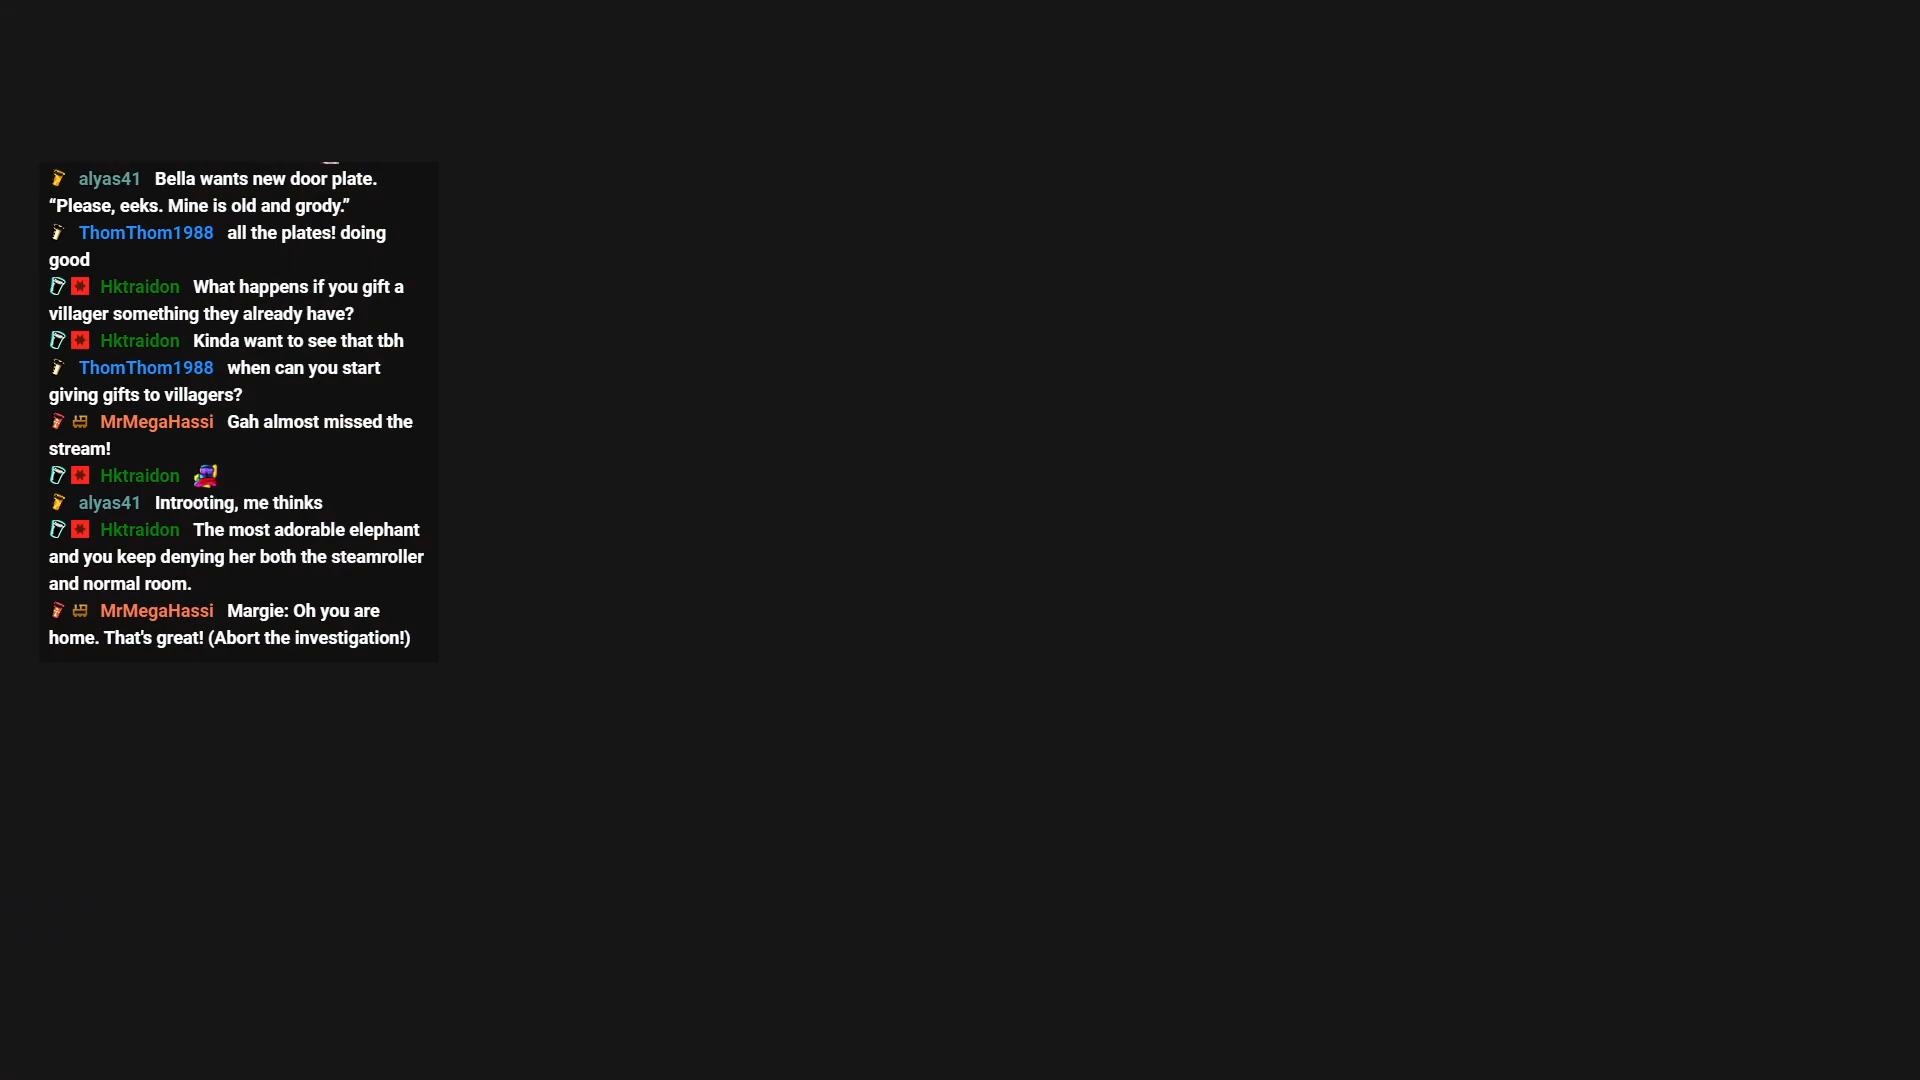 alyas41 Bella wants new door plate.
“Please, eeks. Mine is old and grody.”
ThomThom1988 all the plates! doing
good
Hktraidon What happens if you gift a
villager something they already have?
Hktraidon Kinda want to see that tbh
ThomThom1988 when can you start
giving gifts to villagers?
MrMegaHassi Gah almost missed the
stream!
Hktraidon
alyas41 Introoting, me thinks
Hktraidon The most adorable elephant
and you keep denying her both the steamroller
and normal room.
MrMegaHassi Margie: Oh you are
home. That's great! (Abort the investigation!)